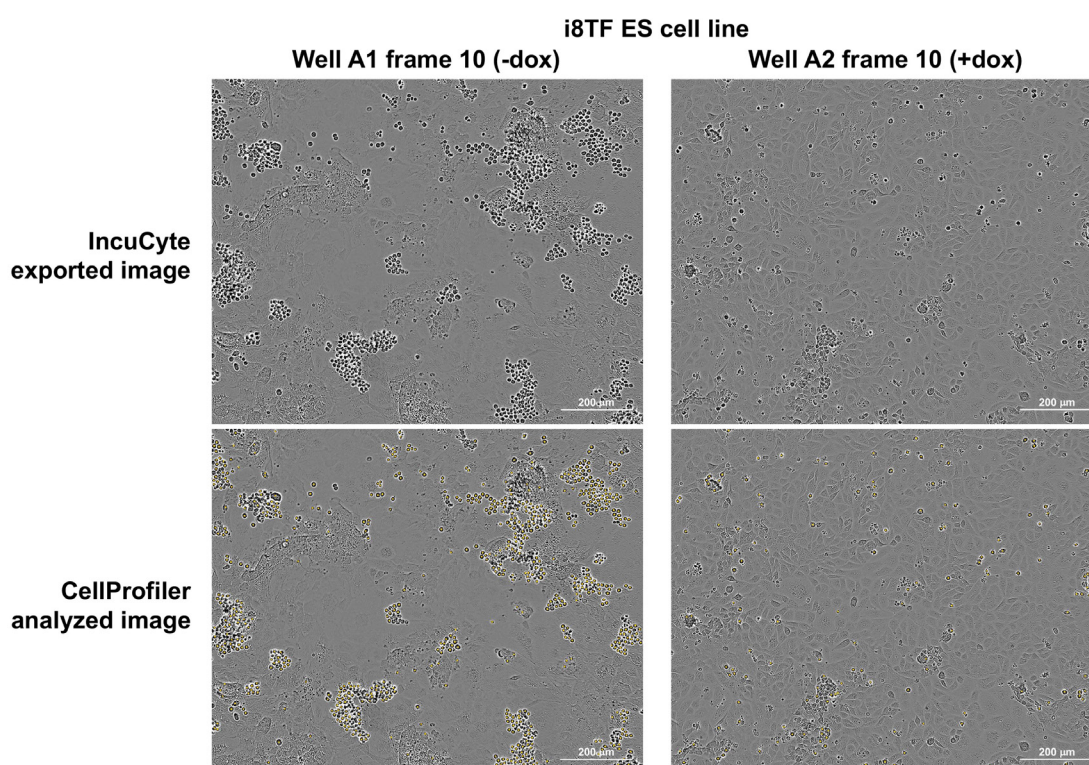 i8TF ES cell line
Well A1 frame 10 (-dox)
Well A2 frame 10 (+dox)
IncuCyte
exported image
200 µm
200 µm
CellProfiler
analyzed image
200 µm
200 µm